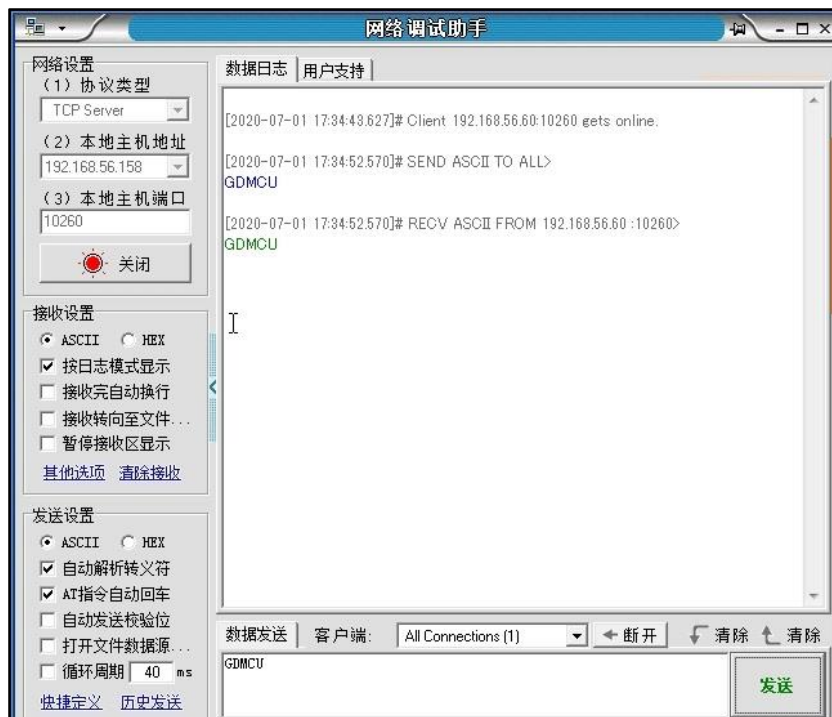 网络调试助手
网络设置
（1）协议类型
TCP Server
（2）本地主机地址
192.168.56.158
（3）本地主机端口
10260
关闭
接收设置
ASCII HEX
按日志模式显示
接收完自动换行
接收转向至文件...
暂停接收区显示
其他选项 清除接收
发送设置
ASCII HEX
自动解析转义符
AT指令自动回车
自动发送校验位
打开文件数据源...
循环周期 40 ms
快捷定义 历史发送
数据日志 用户支持
[2020-07-01 17:34:43.627]# Client 192.168.56.60:10260 gets online.
[2020-07-01 17:34:52.570]# SEND ASCII TO ALL>
GDMCU
[2020-07-01 17:34:52.570]# RECV ASCII FROM 192.168.56.60 :10260>
GDMCU
数据发送 客户端: All Connections (1) 断开 清除 清除
GDMCU
发送